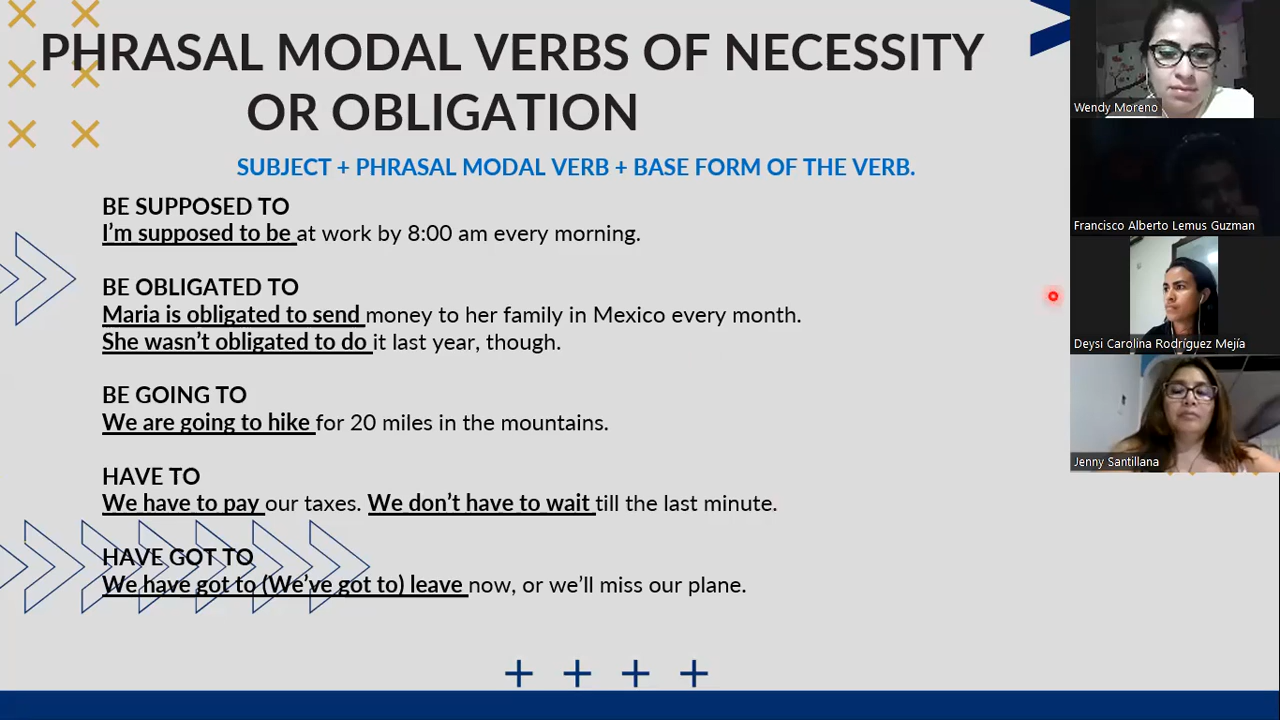 PHRASAL MODAL VERBS OF NECESSITY
OR OBLIGATION
SUBJECT + PHRASAL MODAL VERB + BASE FORM OF THE VERB.
BE SUPPOSED TO
I'm supposed to be at work by 8:00 am every morning.
BE OBLIGATED TO
Maria is obligated to send money to her family in Mexico every month.
She wasn't obligated to do it last year, though.
BE GOING TO
We are going to hike for 20 miles in the mountains.
HAVE TO
We have to pay our taxes. We don't have to wait till the last minute.
HAVE GOT TO
We have got to (We've got to) leave now, or we'll miss our plane.
Wendy Moreno
Francisco Alberto Lemus Guzman
Deysi Carolina Rodríguez Mejía
Jenny Santillana